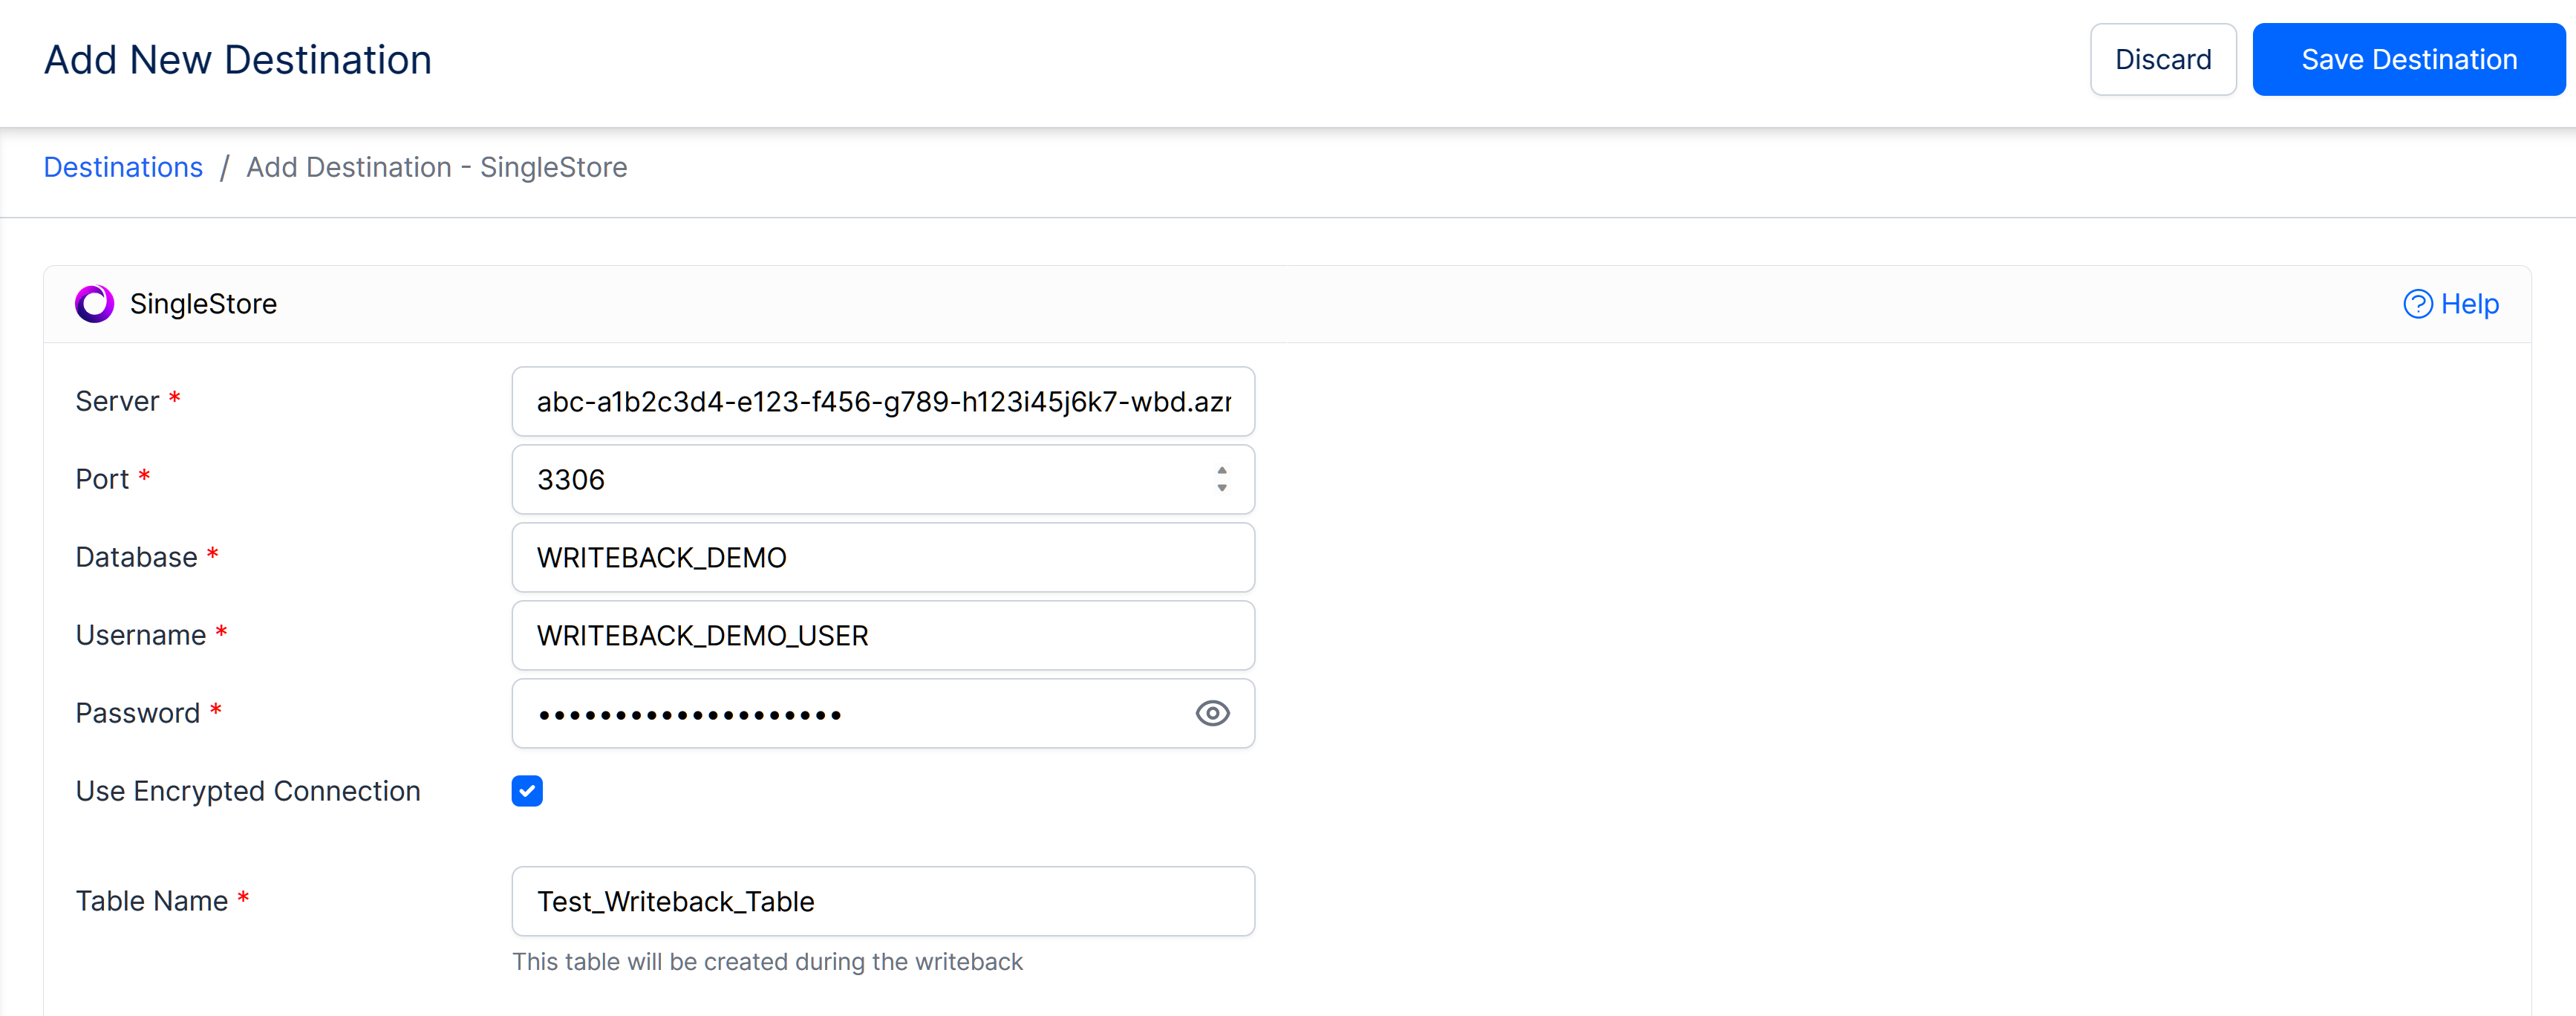 Add New Destination
Discard
Save Destination
Destinations / Add Destination - SingleStore
SingleStore
Help
Server *
abc-a1b2c3d4-e123-f456-g789-h123i45j6k7-wbd.azr
Port *
3306
Database *
WRITEBACK_DEMO
Username *
WRITEBACK_DEMO_USER
Password *
••••••••••••••••••••
Use Encrypted Connection
Table Name *
Test_Writeback_Table
This table will be created during the writeback